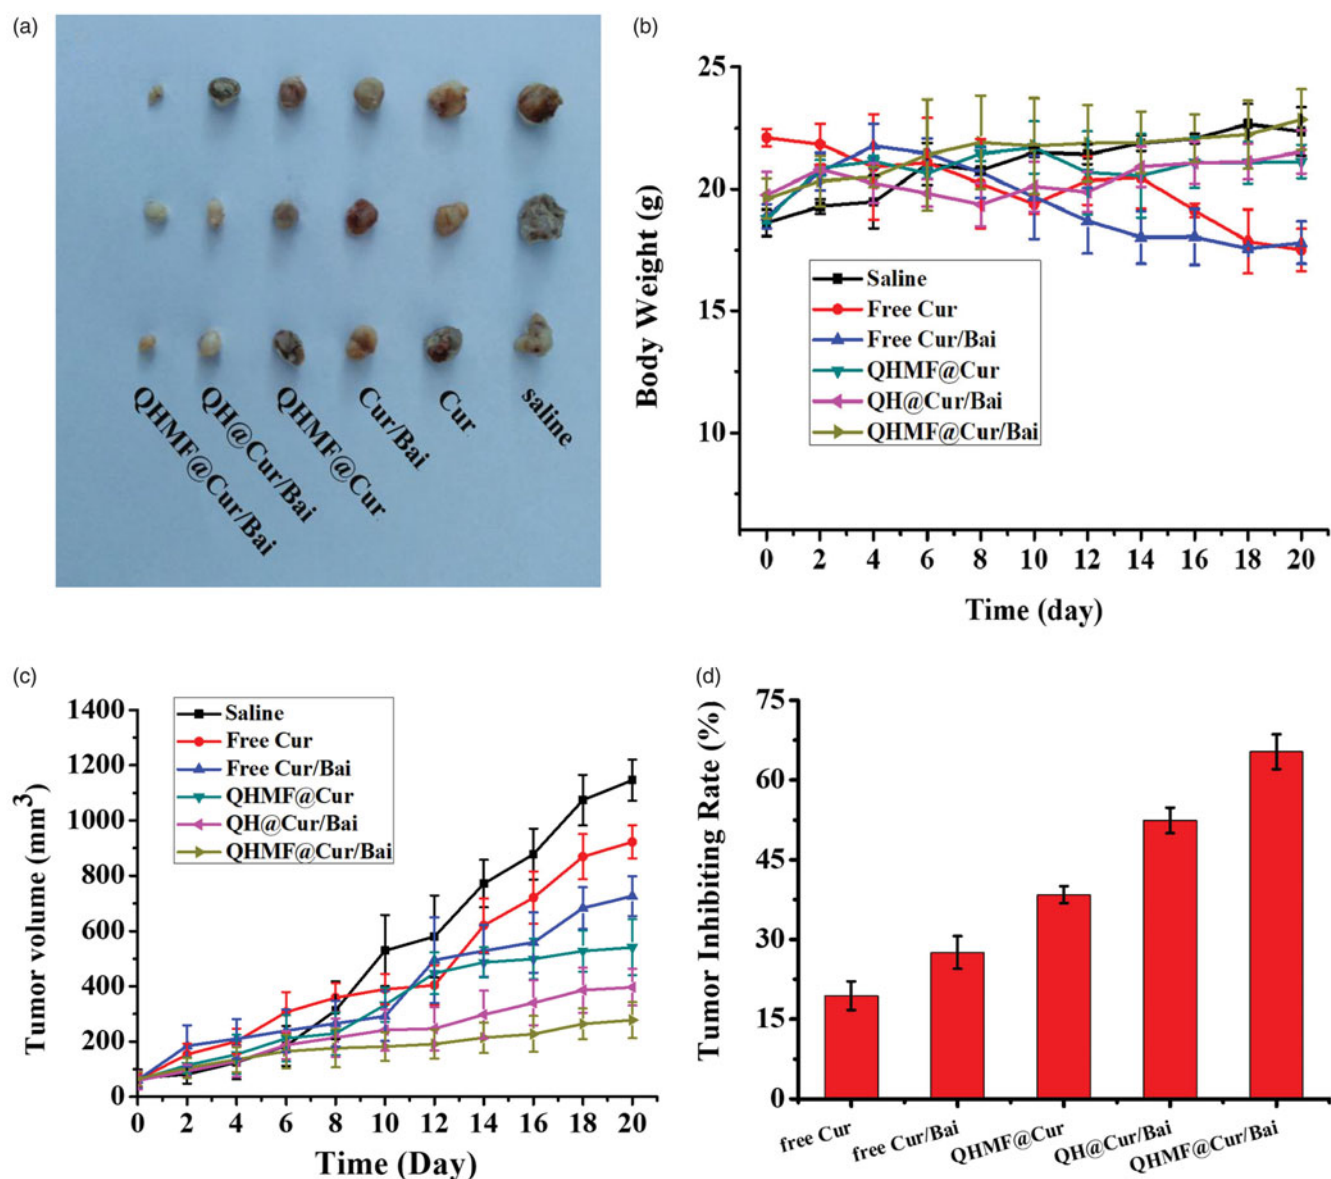 (a)
QHMF@Cur/Bai
QH@Cur/Bai
QHMF@Cur
Cur/Bai
Cur
saline
(b)
Body Weight (g)
25
20
15
10
Saline
Free Cur
Free Cur/Bai
QHMF@Cur
QH@Cur/Bai
QHMF@Cur/Bai
0 2 4 6 8 10 12 14 16 18 20
Time (day)
(c)
Tumor volume (mm3)
1400
1200
1000
800
600
400
200
0
Saline
Free Cur
Free Cur/Bai
QHMF@Cur
QH@Cur/Bai
QHMF@Cur/Bai
0 2 4 6 8 10 12 14 16 18 20
Time (Day)
(d)
Tumor Inhibiting Rate (%)
75
60
45
30
15
0
free Cur
free Cur/Bai
QHMF@Cur
QH@Cur/Bai
QHMF@Cur/Bai